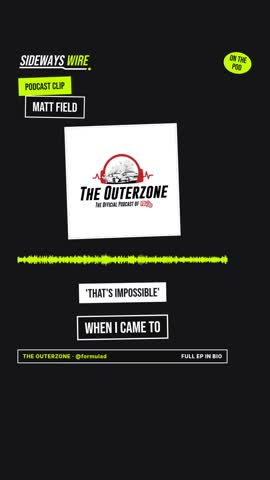 SIDEWAYS WIRE.
ON THE
POD
PODCAST CLIP
MATT FIELD
THE OUTERZONE
THE OFFICIAL PODCAST OF
'THAT'S IMPOSSIBLE'
WHEN I CAME TO
THE OUTERZONE · @formulad
FULL EP IN BIO